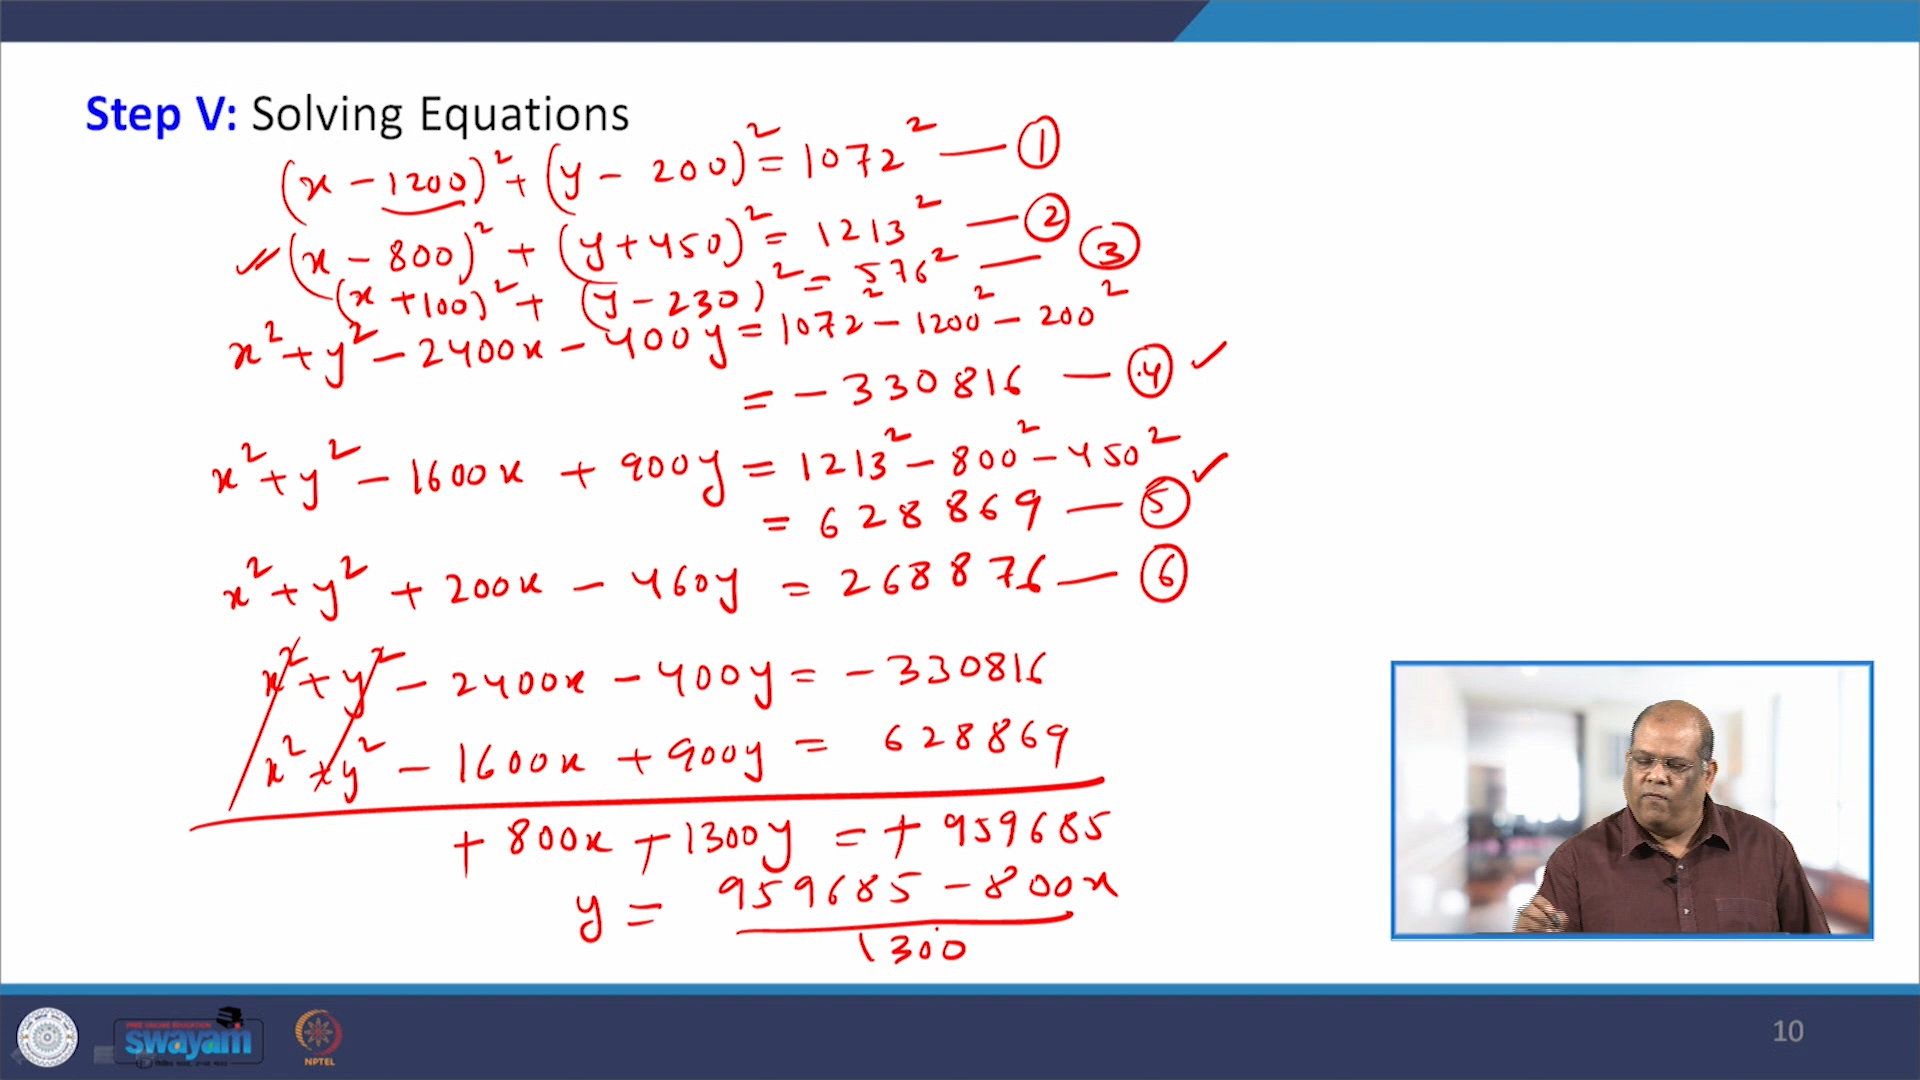 Step V: Solving Equations
(x - 1200)² + (y - 200)² = 1072² — ①
(x - 800)² + (y + 450)² = 1213² — ②
(x + 100)² + (y - 230)² = 576² — ③
x² + y² - 2400x - 400y = 1072² - 1200² - 200²
= - 330816 — ④
x² + y² - 1600x + 900y = 1213² - 800² - 450²
= 628869 — ⑤
x² + y² + 200x - 460y = 268876 — ⑥
x² + y² - 2400x - 400y = - 330816
x² + y² - 1600x + 900y = 628869
+ 800x + 1300y = + 959685
y = 959685 - 800x
1300
FREE ONLINE EDUCATION
swayam
NPTEL
10